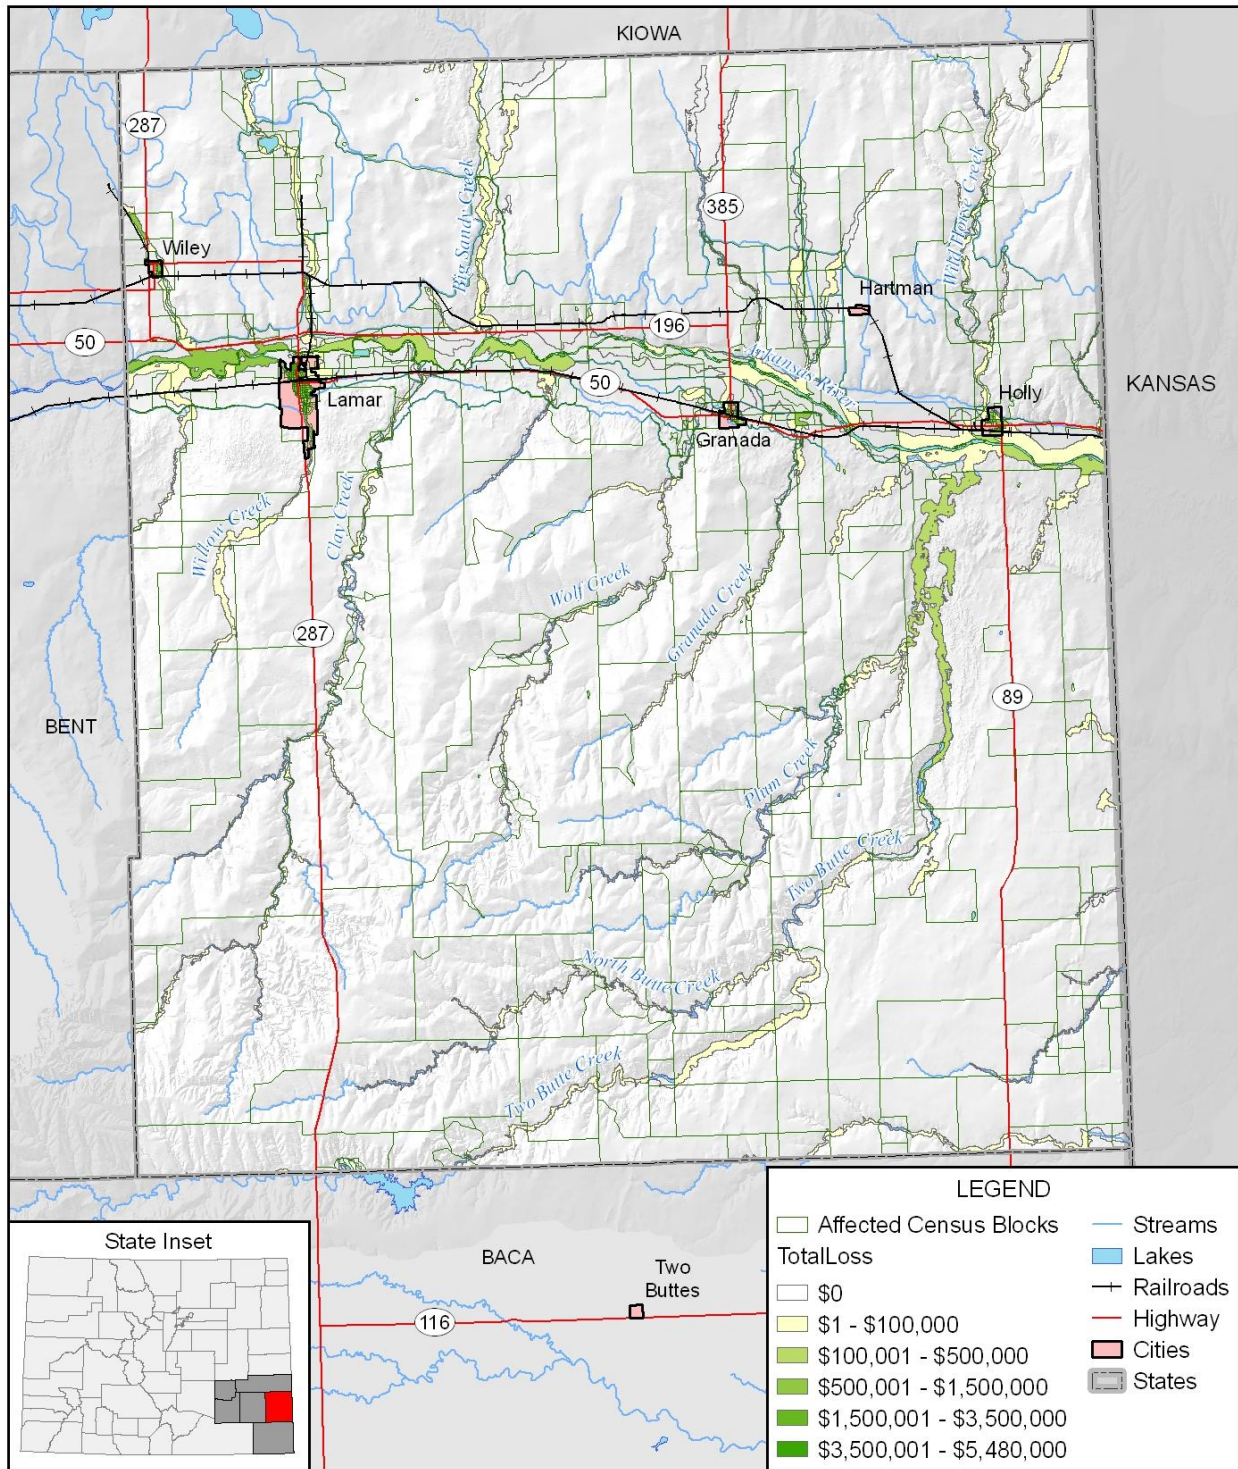 KIOWA
287
Big Sandy Creek
385
Wild Horse Creek
Wiley
Hartman
196
50
Arkansas River
KANSAS
50
Lamar
Holly
Granada
Willow Creek
Clay Creek
Wolf Creek
Granada Creek
287
89
BENT
Plum Creek
Two Butte Creek
North Butte Creek
Two Butte Creek
BACA
Two
Buttes
116
State Inset
LEGEND
Affected Census Blocks
TotalLoss
$0
$1 - $100,000
$100,001 - $500,000
$500,001 - $1,500,000
$1,500,001 - $3,500,000
$3,500,001 - $5,480,000
Streams
Lakes
Railroads
Highway
Cities
States